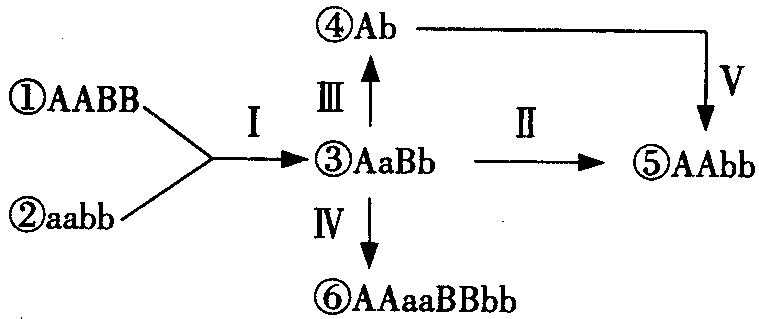 ④Ab
①AABB
Ⅰ
Ⅲ
Ⅱ
Ⅴ
③AaBb
⑤AAbb
②aabb
Ⅳ
⑥AAaaBBbb